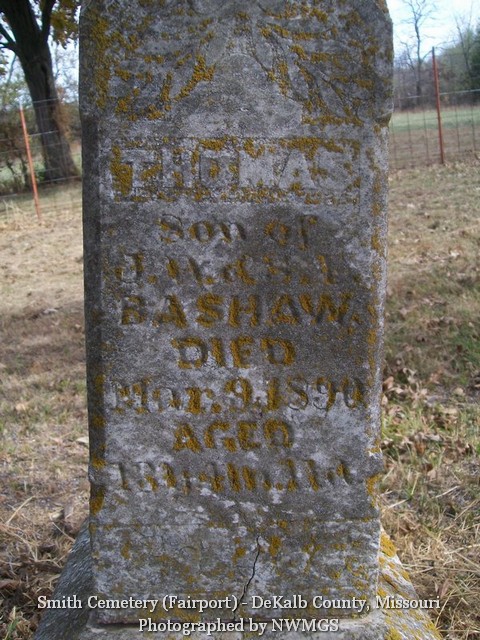 THOMAS
Son of
BASHAW.
DIED
Mar. 9, 1890
AGED
Smith Cemetery (Fairport) - DeKalb County, Missouri
Photographed by NWMGS